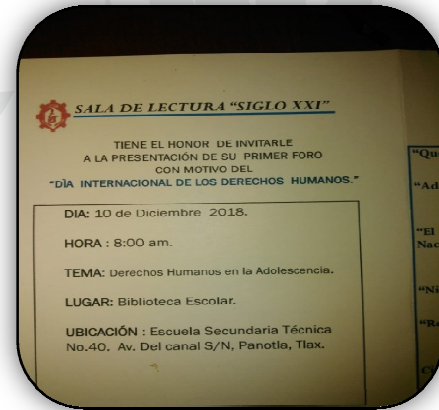 SALA DE LECTURA "SIGLO XXI"
TIENE EL HONOR DE INVITARLE
A LA PRESENTACIÓN DE SU PRIMER FORO
CON MOTIVO DEL
"DÌA INTERNACIONAL DE LOS DERECHOS HUMANOS."
DIA: 10 de Diciembre 2018.
HORA : 8:00 am.
TEMA: Derechos Humanos en la Adolescencia.
LUGAR: Biblioteca Escolar.
UBICACIÓN : Escuela Secundaria Técnica
No.40. Av. Del canal S/N, Panotla, Tlax.
"El